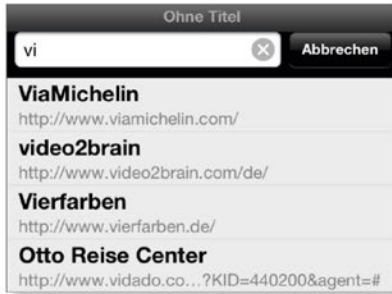 Ohne Titel
vi
Abbrechen
ViaMichelin
http://www.viamichelin.com/
video2brain
http://www.video2brain.com/de/
Vierfarben
http://www.vierfarben.de/
Otto Reise Center
http://www.vidado.co...?KID=440200&agent=#